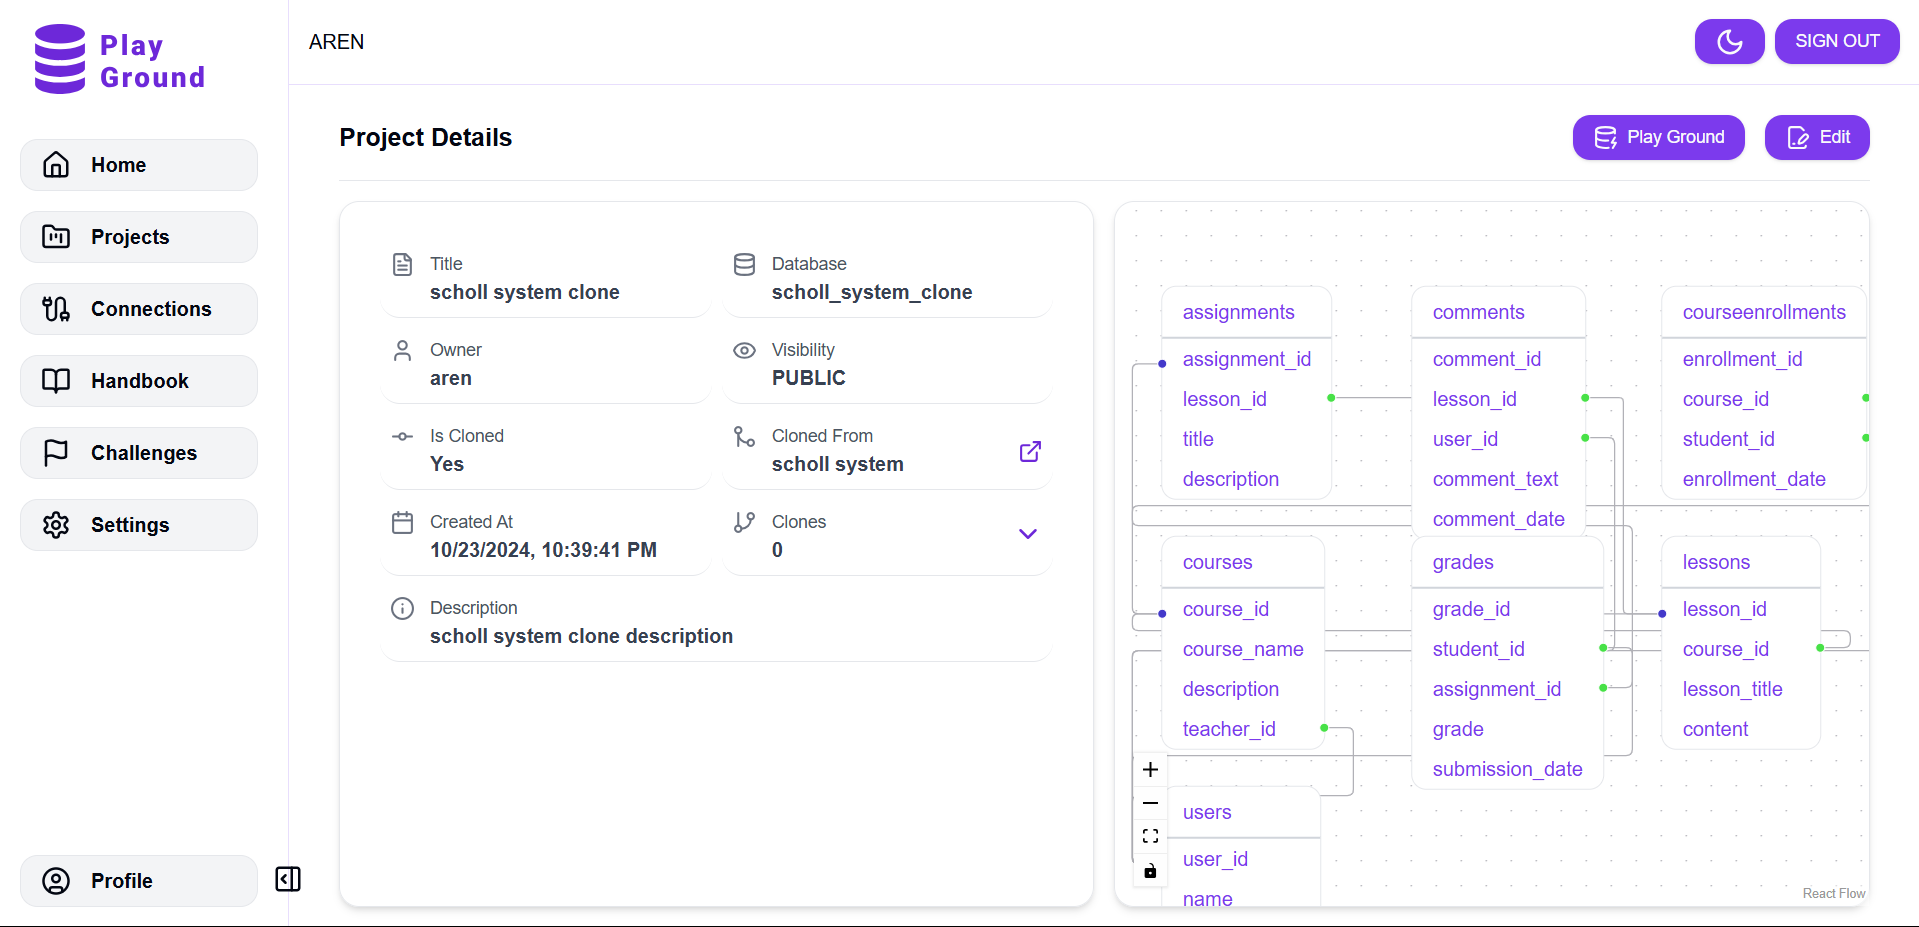 Play
Ground
Home
Projects
Connections
Handbook
Challenges
Settings
Profile
AREN
SIGN OUT
Project Details
Play Ground
Edit
Title
scholl system clone
Database
scholl_system_clone
Owner
aren
Visibility
PUBLIC
Is Cloned
Yes
Cloned From
scholl system
Created At
10/23/2024, 10:39:41 PM
Clones
0
Description
scholl system clone description
assignments
assignment_id
lesson_id
title
description
comments
comment_id
lesson_id
user_id
comment_text
comment_date
courseenrollments
enrollment_id
course_id
student_id
enrollment_date
courses
course_id
course_name
description
teacher_id
grades
grade_id
student_id
assignment_id
grade
submission_date
lessons
lesson_id
course_id
lesson_title
content
users
user_id
name
React Flow